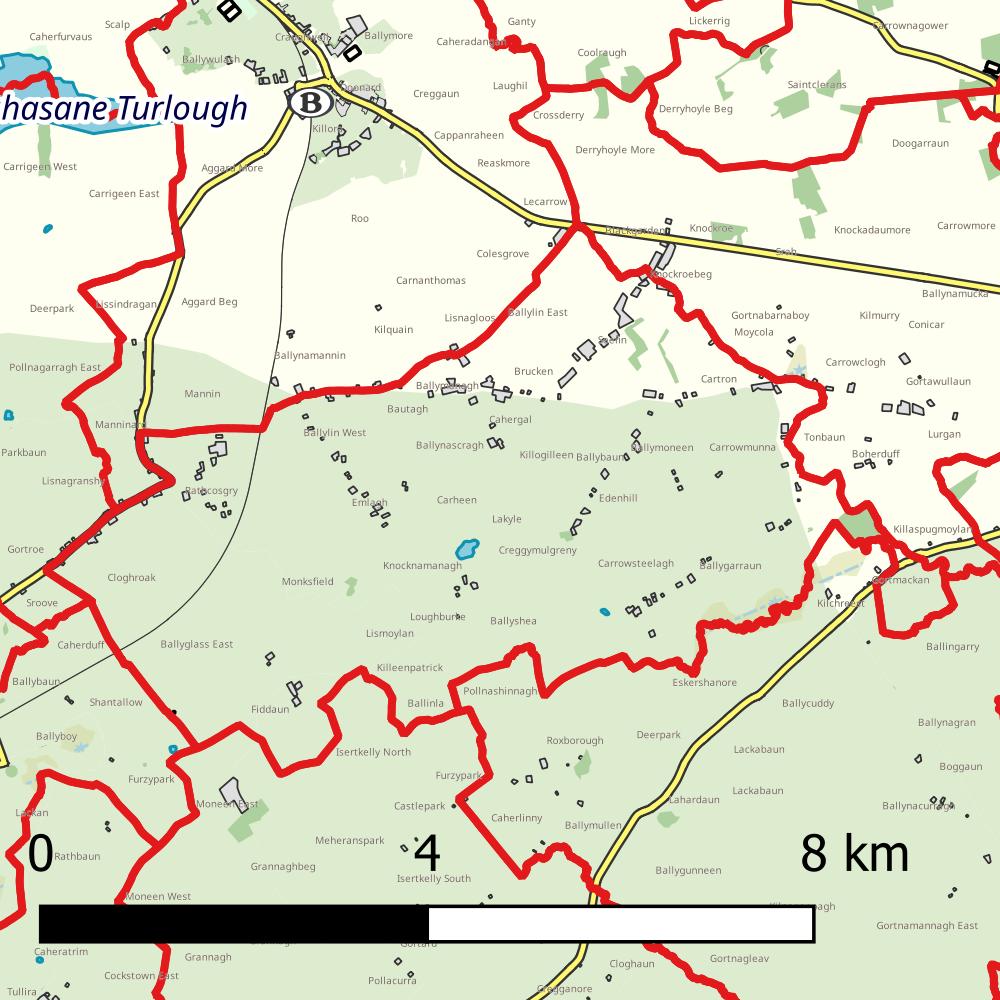 Ganty
Lickerrig
Scalp
Carrownagower
Caherfurvaus
Ballymore
Caheradangan
Coolraugh
Ballywulash
Laughil
Saintclerans
Creggaun
hasane Turlough
B
Crossderry
Derryhoyle Beg
Killora
Cappanraheen
Doogarraun
Derryhoyle More
Carrigeen West
Aggard More
Reaskmore
Carrigeen East
Lecarrow
Roo
Blackgarden
Knockroe
Knockadaumore
Carrowmore
Colesgrove
Sroh
Knockroebeg
Carnanthomas
Ballynamucka
Deerpark
Lissindragan
Aggard Beg
Lisnagloos
Ballylin East
Gortnabarnaboy
Kilmurry
Conicar
Kilquain
Moycola
Seefin
Ballynamannin
Pollnagarragh East
Carrowclogh
Brucken
Cartron
Gortawullaun
Ballymanagh
Mannin
Bautagh
Cahergal
Manninard
Ballylin West
Tonbaun
Lurgan
Ballynascragh
Killogilleen
Ballybaun
Ballymoneen
Carrowmunna
Boherduff
Parkbaun
Lisnagranshy
Rathcosgry
Emlagh
Carheen
Edenhill
Lakyle
Killaspugmoylan
Gortroe
Creggymulgreny
Knocknamanagh
Carrowsteelagh
Ballygarraun
Cloghroak
Monksfield
Gortmackan
Sroove
Kilchreest
Loughburke
Ballyshea
Lismoylan
Caherduff
Ballyglass East
Ballingarry
Killeenpatrick
Ballybaun
Eskershanore
Pollnashinnagh
Shantallow
Fiddaun
Ballinla
Ballycuddy
Ballynagran
Ballyboy
Roxborough
Deerpark
Isertkelly North
Lackabaun
Furzypark
Furzypark
Boggaun
Lackabaun
Moneen East
Castlepark
Lahardaun
Ballynacurragh
Lackan
Caherlinny
Ballymullen
Meheranspark
0
4
8 km
Rathbaun
Grannaghbeg
Ballygunneen
Isertkelly South
Moneen West
Gortnamannagh East
Caheratrim
Grannagh
Gortnagleav
Cloghaun
Cockstown East
Pollacurra
Tullira
Cregganore